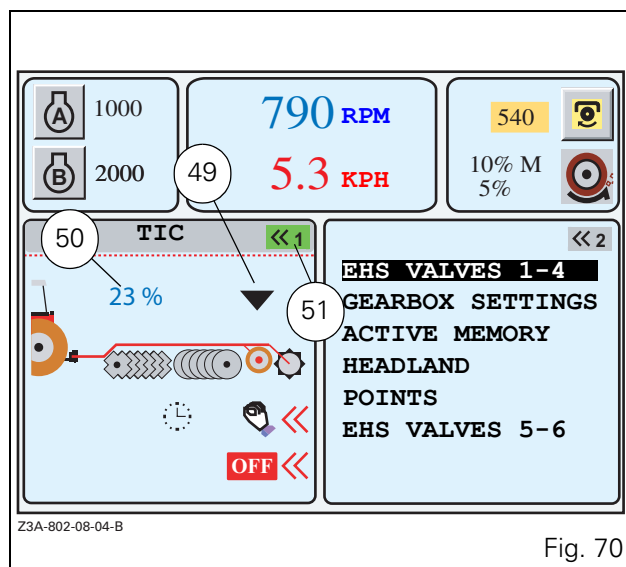 A 1000
B 2000
790 RPM
5.3 KPH
540
10% M
5%
49
50
51
TIC
≪1
23 %
OFF
≪2
EHS VALVES 1-4
GEARBOX SETTINGS
ACTIVE MEMORY
HEADLAND
POINTS
EHS VALVES 5-6
Z3A-802-08-04-B
Fig. 70